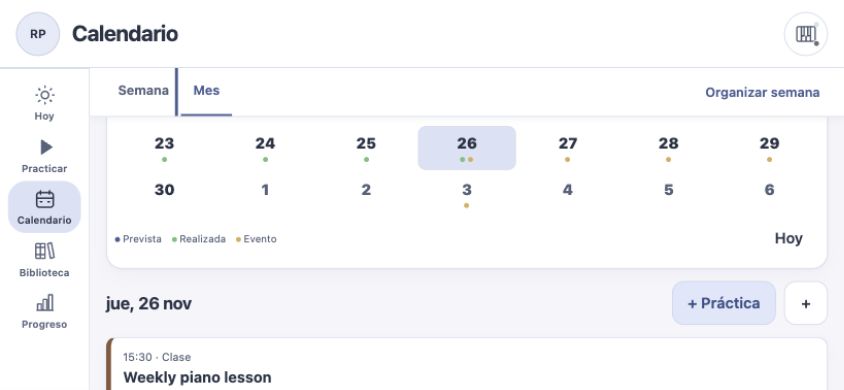 RP Calendario
Semana Mes Organizar semana
Hoy
Practicar
Calendario
Biblioteca
Progreso
23 24 25 26 27 28 29
30 1 2 3 4 5 6
Prevista Realizada Evento Hoy
jue, 26 nov + Práctica +
15:30 · Clase
Weekly piano lesson